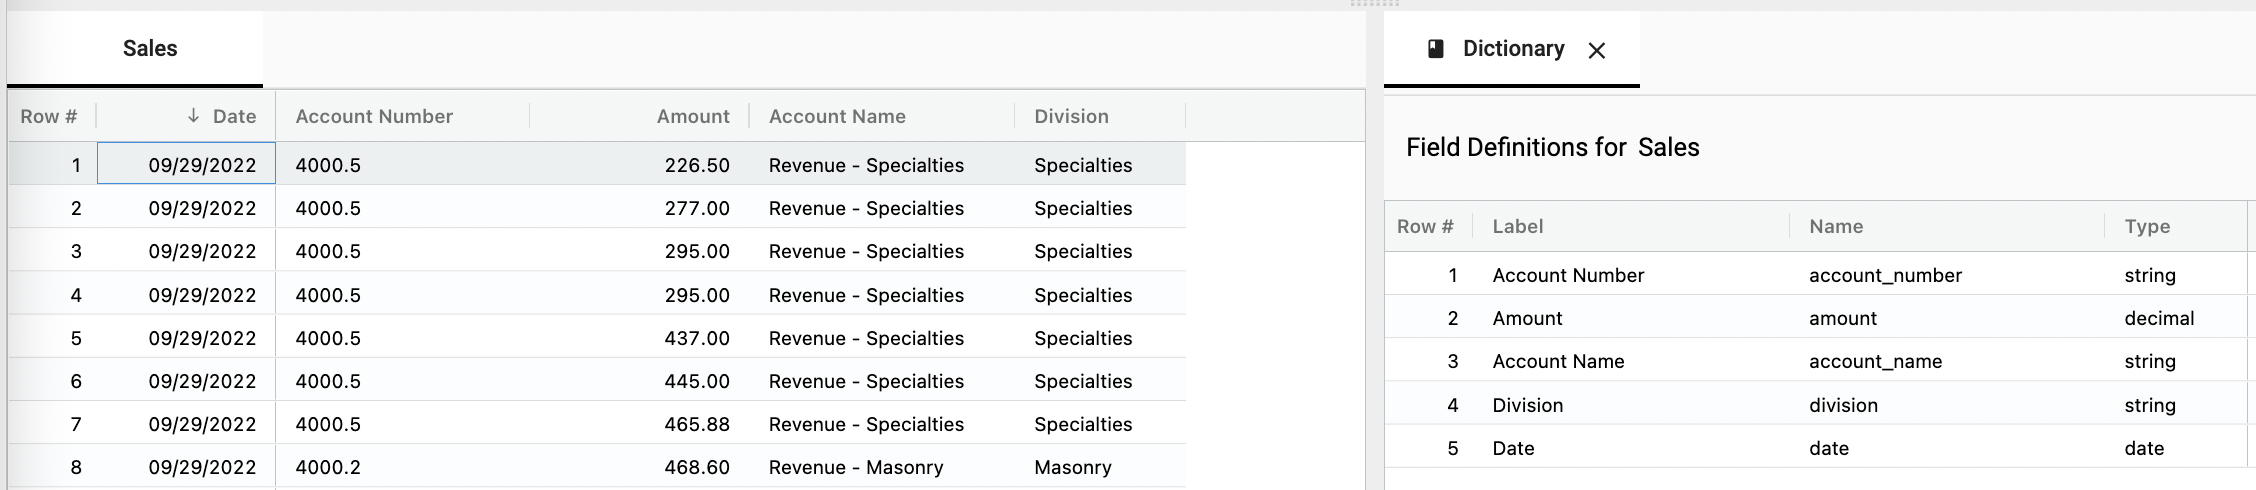 Sales
Row # ↓ Date Account Number Amount Account Name Division
1 09/29/2022 4000.5 226.50 Revenue - Specialties Specialties
2 09/29/2022 4000.5 277.00 Revenue - Specialties Specialties
3 09/29/2022 4000.5 295.00 Revenue - Specialties Specialties
4 09/29/2022 4000.5 295.00 Revenue - Specialties Specialties
5 09/29/2022 4000.5 437.00 Revenue - Specialties Specialties
6 09/29/2022 4000.5 445.00 Revenue - Specialties Specialties
7 09/29/2022 4000.5 465.88 Revenue - Specialties Specialties
8 09/29/2022 4000.2 468.60 Revenue - Masonry Masonry
Dictionary
Field Definitions for Sales
Row # Label Name Type
1 Account Number account_number string
2 Amount amount decimal
3 Account Name account_name string
4 Division division string
5 Date date date